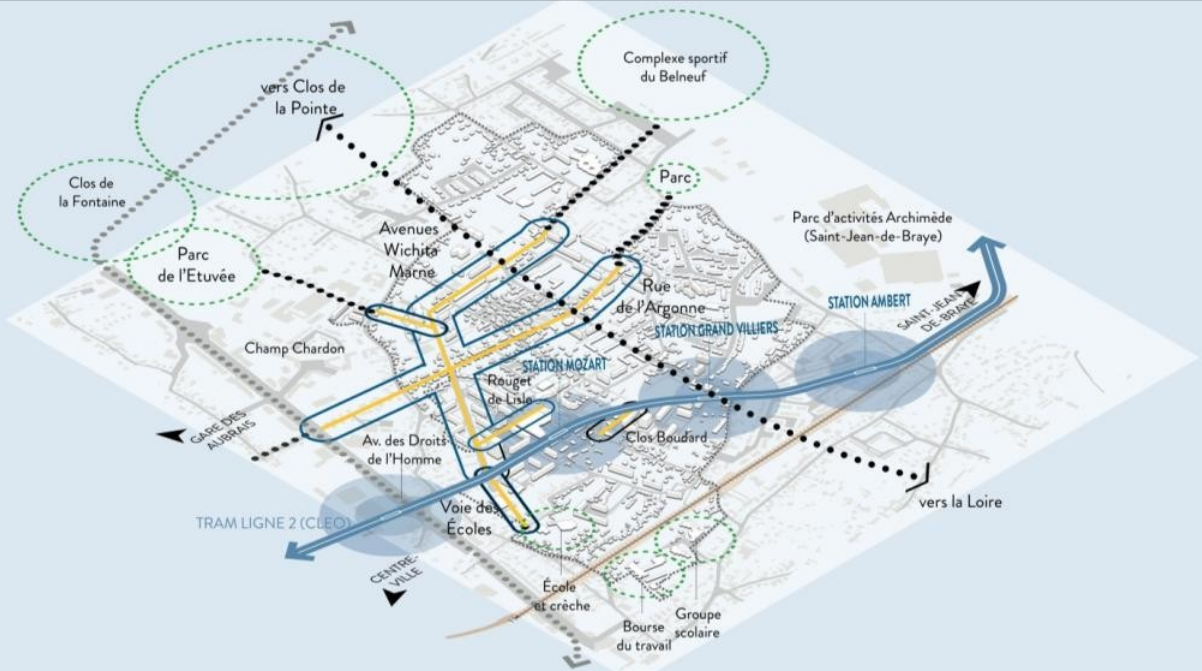 Complexe sportif
du Belneuf
vers Clos de
la Pointe
Clos de
la Fontaine
Parc
Parc
de l'Etuvée
Avenues
Wichita
Marne
Parc d'activités Archimède
(Saint-Jean-de-Braye)
Rue
de l'Argonne
STATION AMBERT
SAINT-JEAN-
DE-BRAYE
STATION GRAND VILLIERS
Champ Chardon
STATION MOZART
Rouget
de Lisle
GARE DES
AUBRAIS
Av. des Droits
de l'Homme
Clos Boudard
vers la Loire
TRAM LIGNE 2 (CLEO)
Voie des
Écoles
CENTRE-
VILLE
École
et crèche
Bourse
du travail
Groupe
scolaire